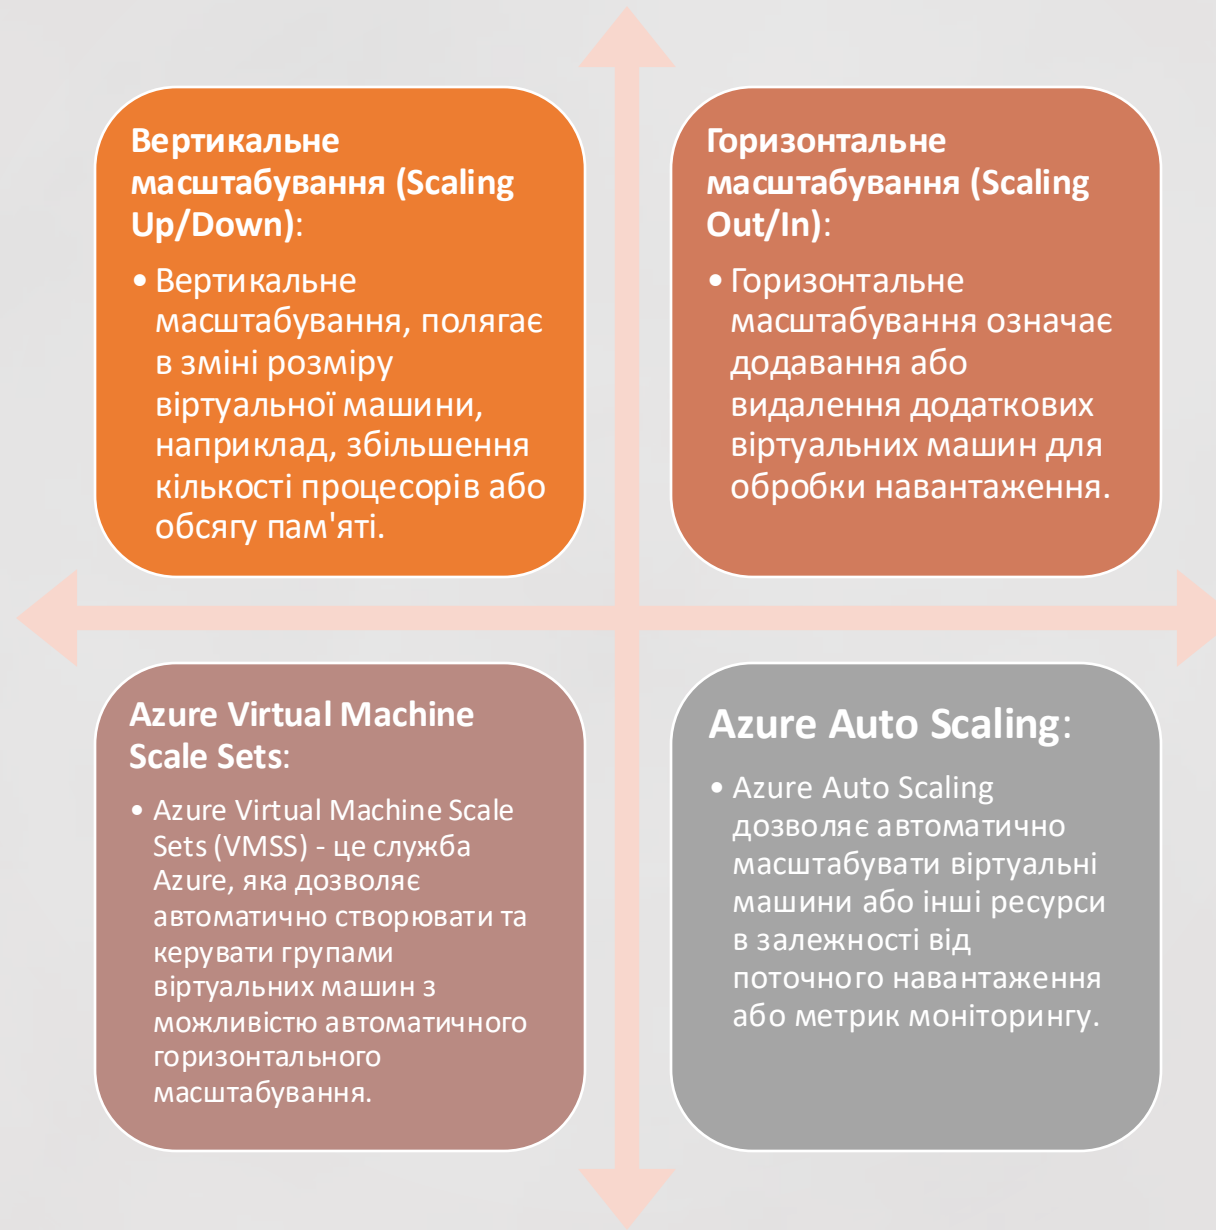 Вертикальне
масштабування (Scaling
Up/Down):
• Вертикальне
масштабування, полягає
в зміні розміру
віртуальної машини,
наприклад, збільшення
кількості процесорів або
обсягу пам'яті.
Горизонтальне
масштабування (Scaling
Out/In):
• Горизонтальне
масштабування означає
додавання або
видалення додаткових
віртуальних машин для
обробки навантаження.
Azure Virtual Machine
Scale Sets:
• Azure Virtual Machine Scale
Sets (VMSS) - це служба
Azure, яка дозволяє
автоматично створювати та
керувати групами
віртуальних машин з
можливістю автоматичного
горизонтального
масштабування.
Azure Auto Scaling:
• Azure Auto Scaling
дозволяє автоматично
масштабувати віртуальні
машини або інші ресурси
в залежності від
поточного навантаження
або метрик моніторингу.